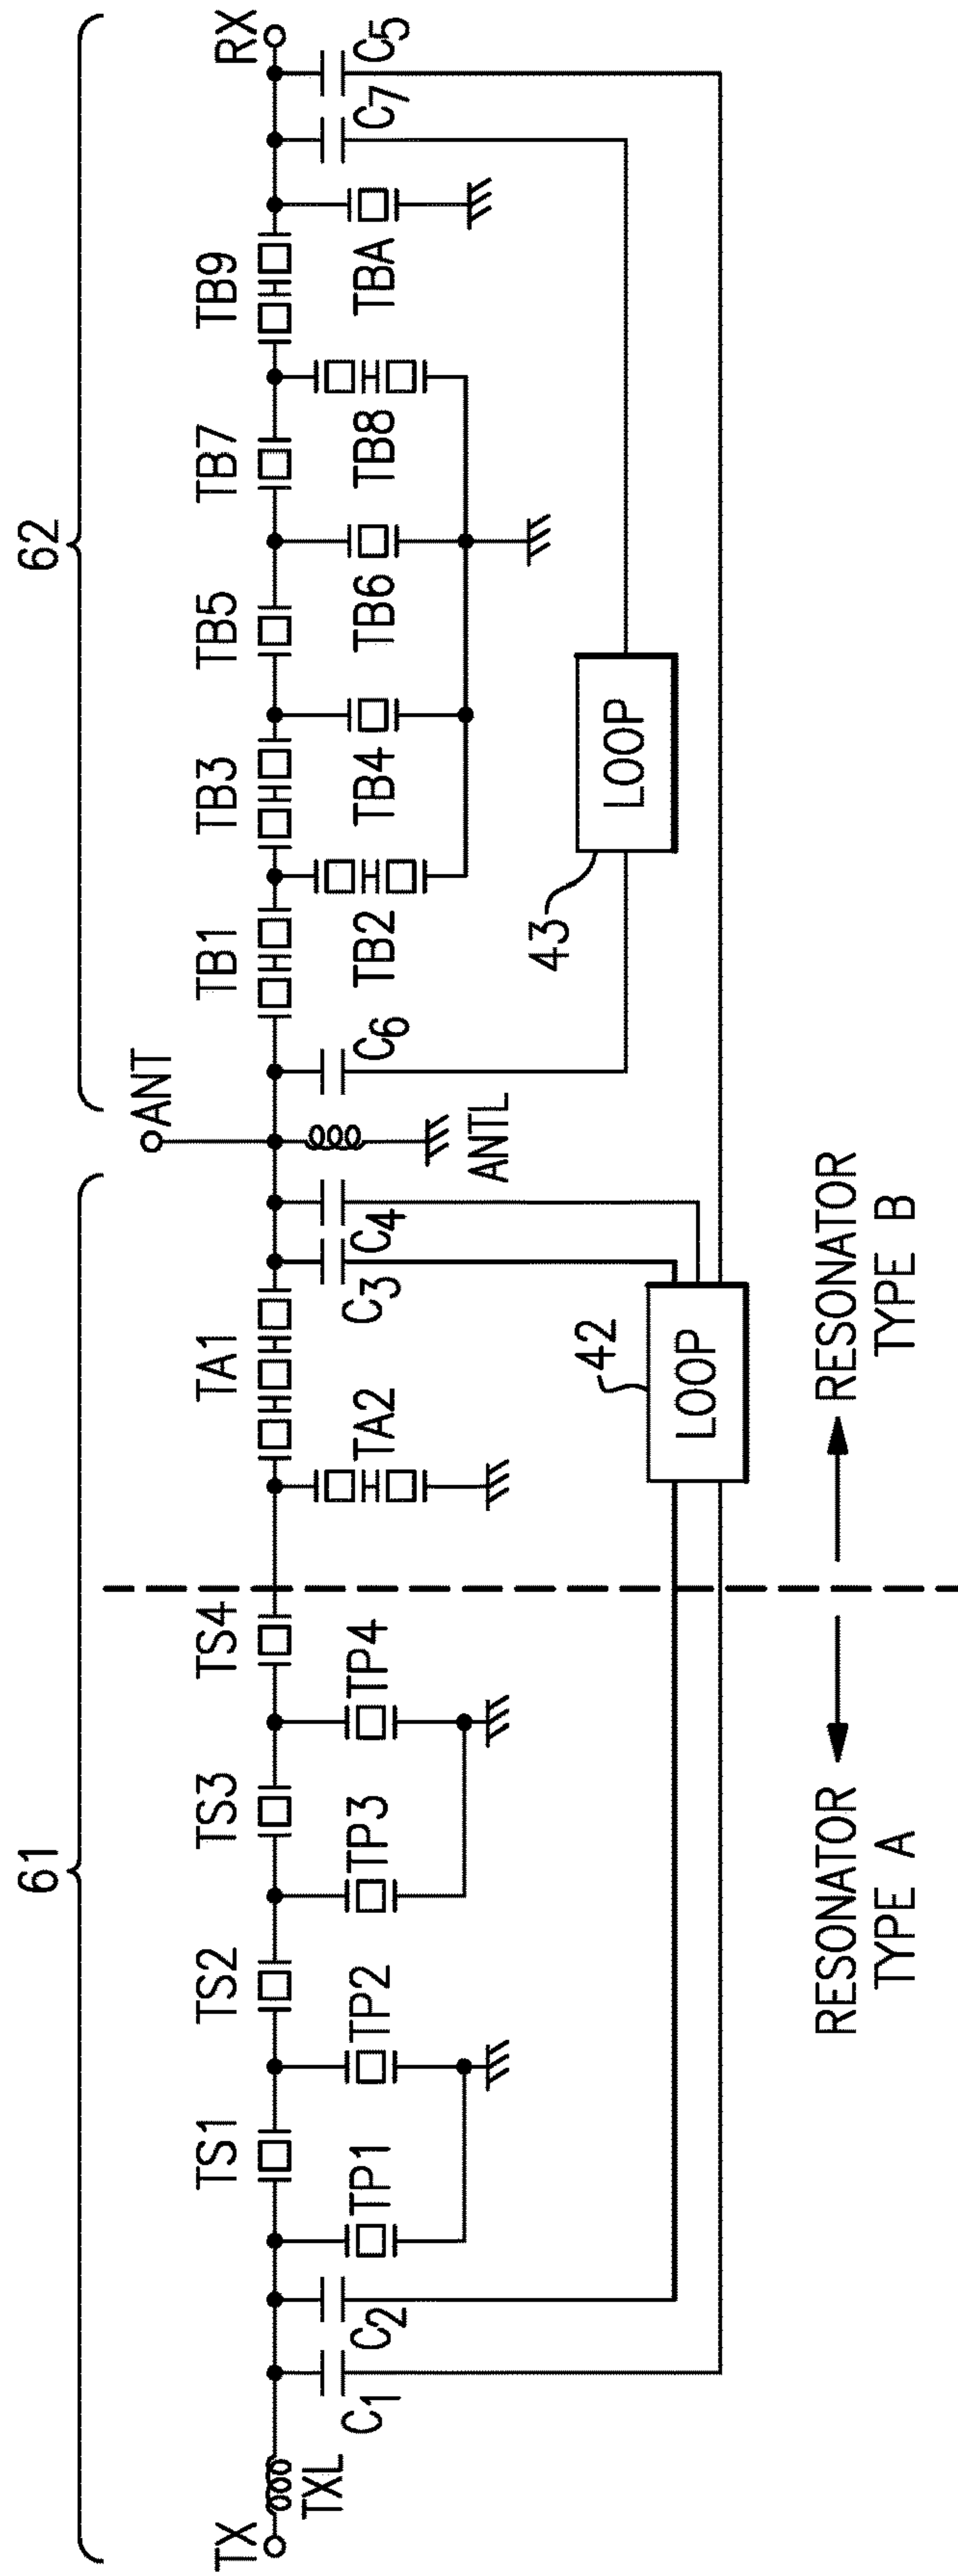 61
62
TX
TXL
C1
C2
TP1
TS1
TP2
TS2
TP3
TS3
TP4
TS4
TA2
TA1
C3
C4
ANT
ANTL
C6
TB1
TB2
TB3
TB4
TB5
TB6
TB7
TB8
TB9
TBA
C7
C5
RX
42
LOOP
43
LOOP
RESONATOR
TYPE A
RESONATOR
TYPE B